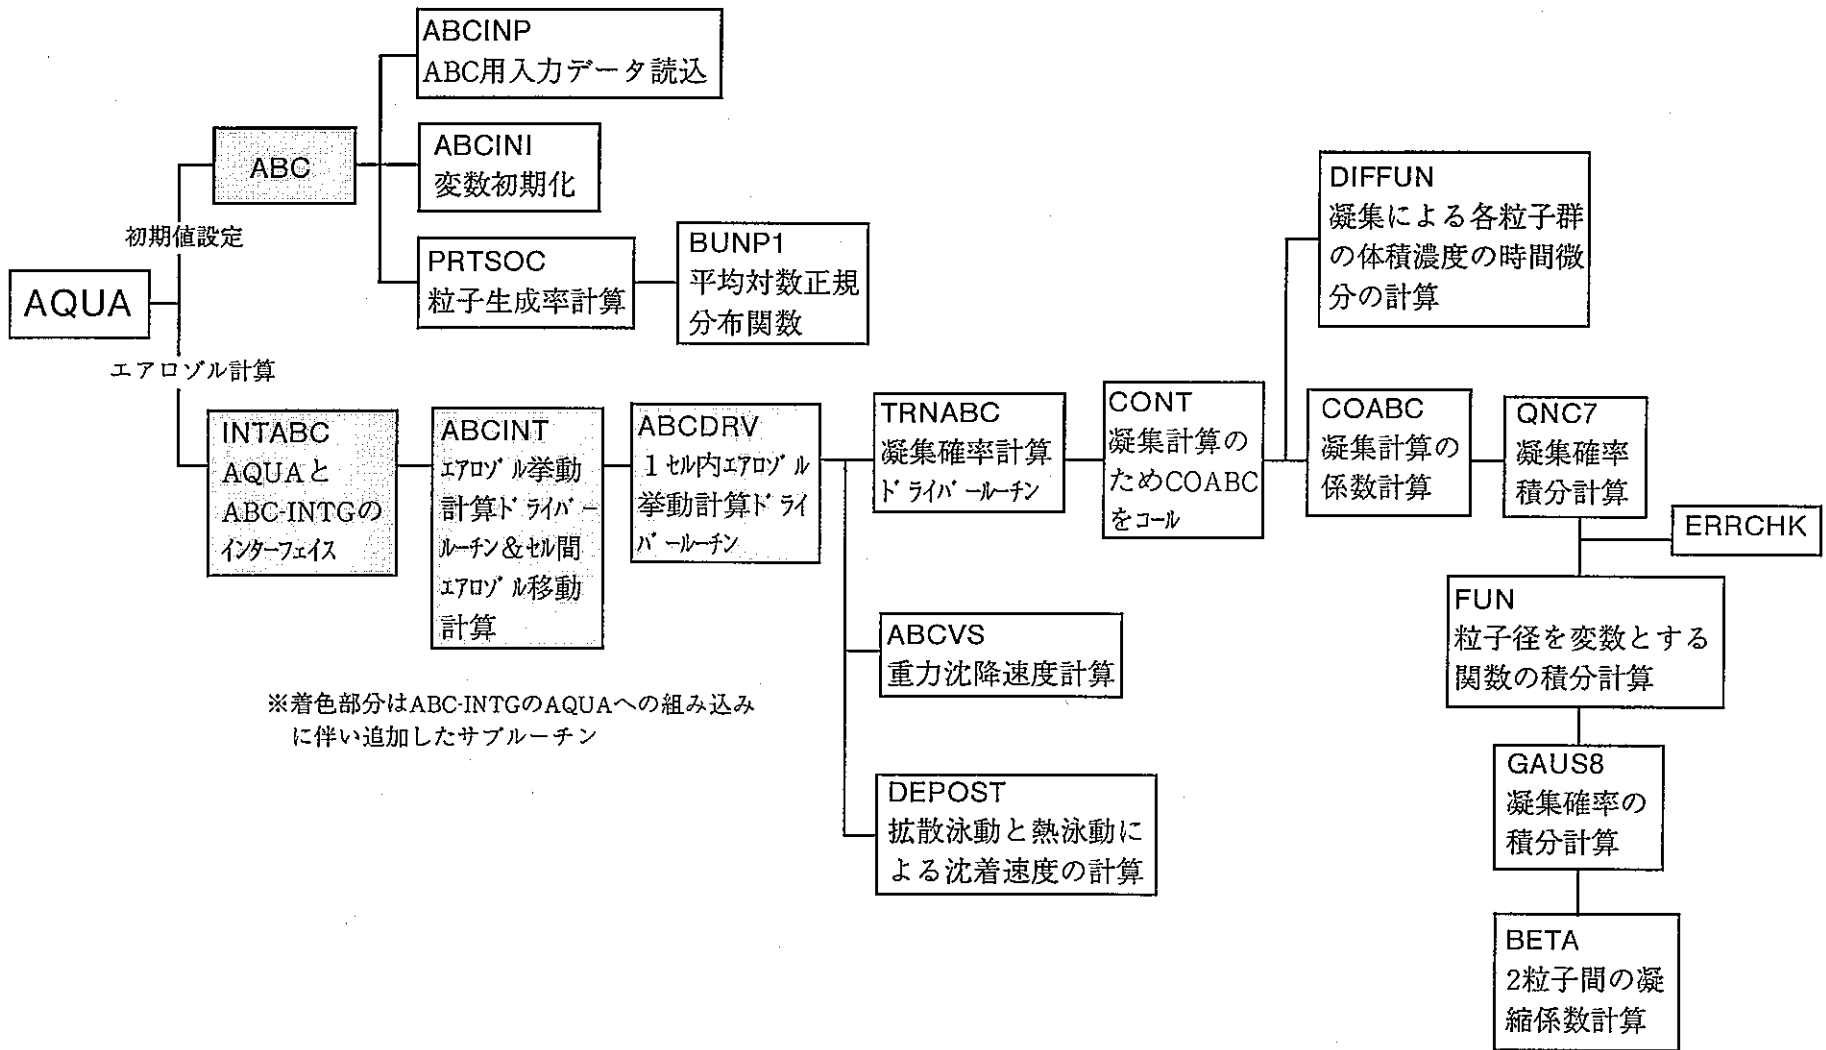 ABCINP
ABC用入力データ読込
ABC
ABCINI
変数初期化
初期値設定
PRTSOC
粒子生成率計算
BUNP1
平均対数正規
分布関数
AQUA
エアロゾル計算
INTABC
AQUAと
ABC-INTGの
インターフェイス
ABCINT
エアロゾル挙動
計算ドライバー
ルーチン&セル間
エアロゾル移動
計算
ABCDRV
1セル内エアロゾル
挙動計算ドライ
バールーチン
TRNABC
凝集確率計算
ドライバールーチン
CONT
凝集計算の
ためCOABC
をコール
DIFFUN
凝集による各粒子群
の体積濃度の時間微
分の計算
COABC
凝集計算の
係数計算
QNC7
凝集確率
積分計算
ERRCHK
FUN
粒子径を変数とする
関数の積分計算
GAUS8
凝集確率の
積分計算
BETA
2粒子間の凝
縮係数計算
ABCVS
重力沈降速度計算
DEPOST
拡散泳動と熱泳動に
よる沈着速度の計算
※着色部分はABC-INTGのAQUAへの組み込み
に伴い追加したサブルーチン